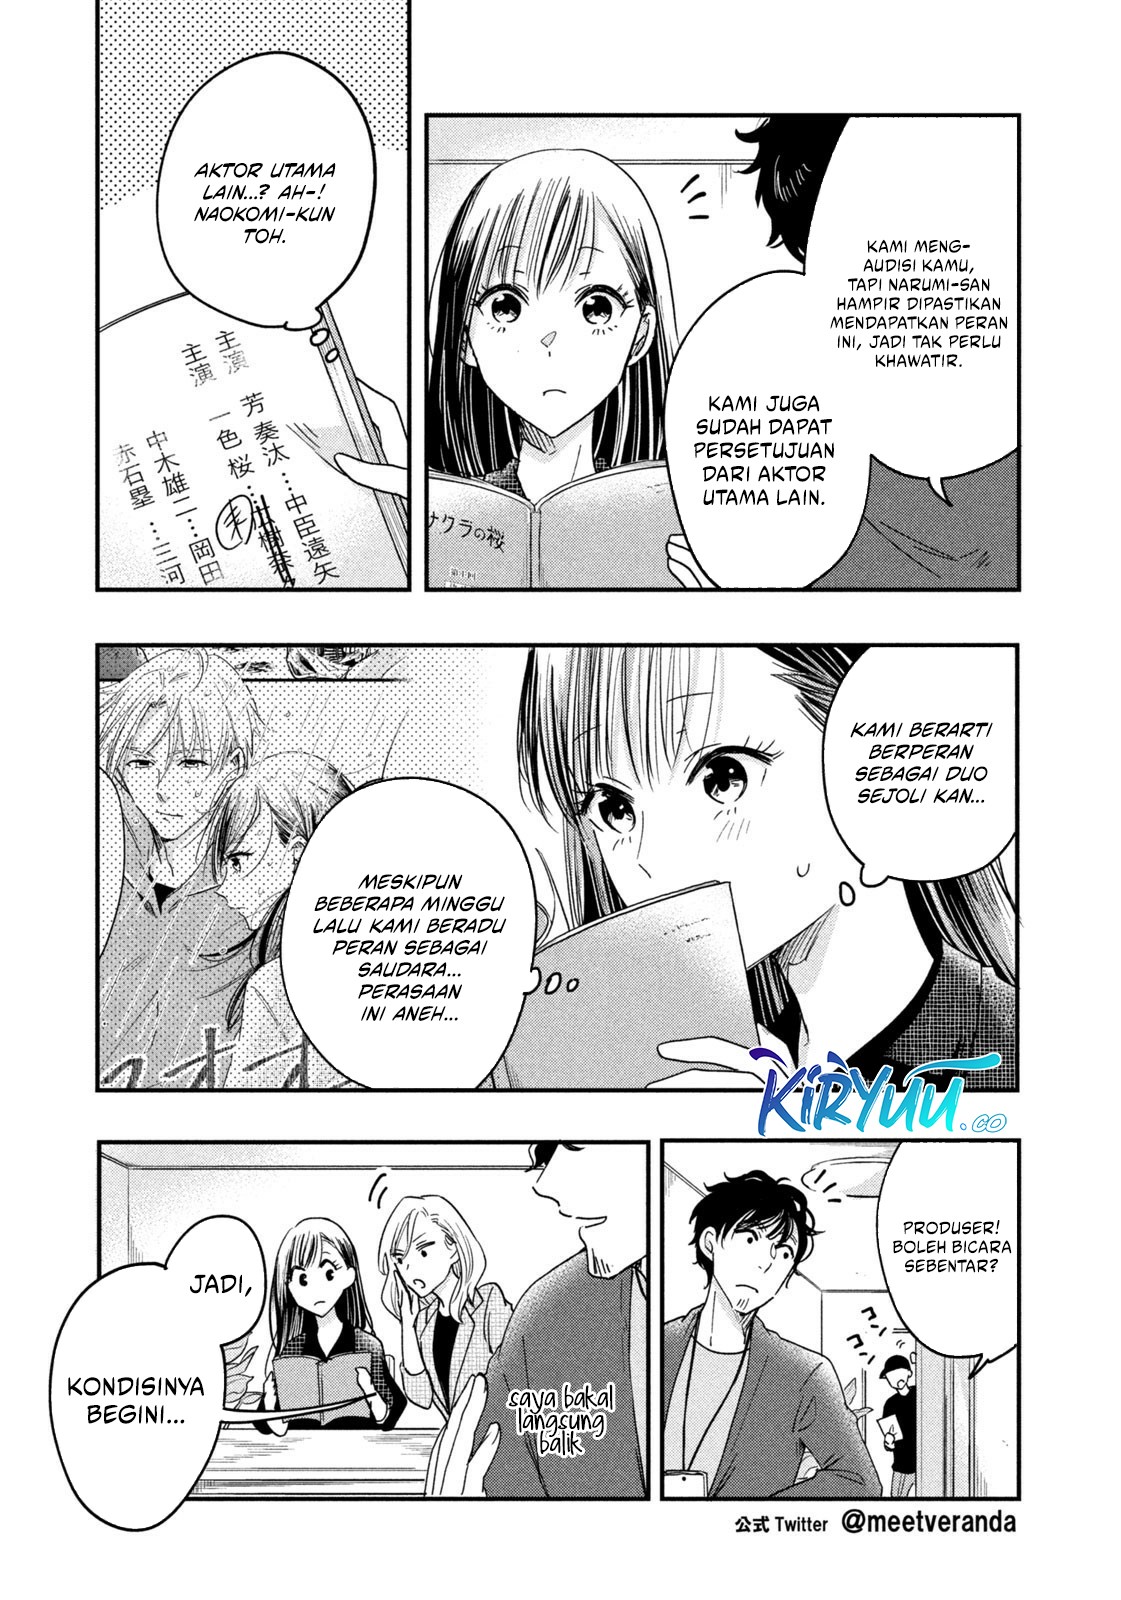 KAMI MENG-
AUDISI KAMU,
TAPI NARUMI-SAN
HAMPIR DIPASTIKAN
MENDAPATKAN PERAN
INI, JADI TAK PERLU
KHAWATIR.
KAMI JUGA
SUDAH DAPAT
PERSETUJUAN
DARI AKTOR
UTAMA LAIN.
サクラの桜
AKTOR UTAMA
LAIN...? AH-!
NAOKOMI-KUN
TOH.
主演 芳奏汰…中臣遠矢
主演 一色桜…
中木雄二…岡田
赤石塁…三河
KAMI BERARTI
BERPERAN
SEBAGAI DUO
SEJOLI KAN...
MESKIPUN
BEBERAPA MINGGU
LALU KAMI BERADU
PERAN SEBAGAI
SAUDARA...
PERASAAN
INI ANEH...
KIRYUU.CO
PRODUSER!
BOLEH BICARA
SEBENTAR?
コン
コン
saya bakal
langsung
balik
JADI,
KONDISINYA
BEGINI...
公式 Twitter @meetveranda